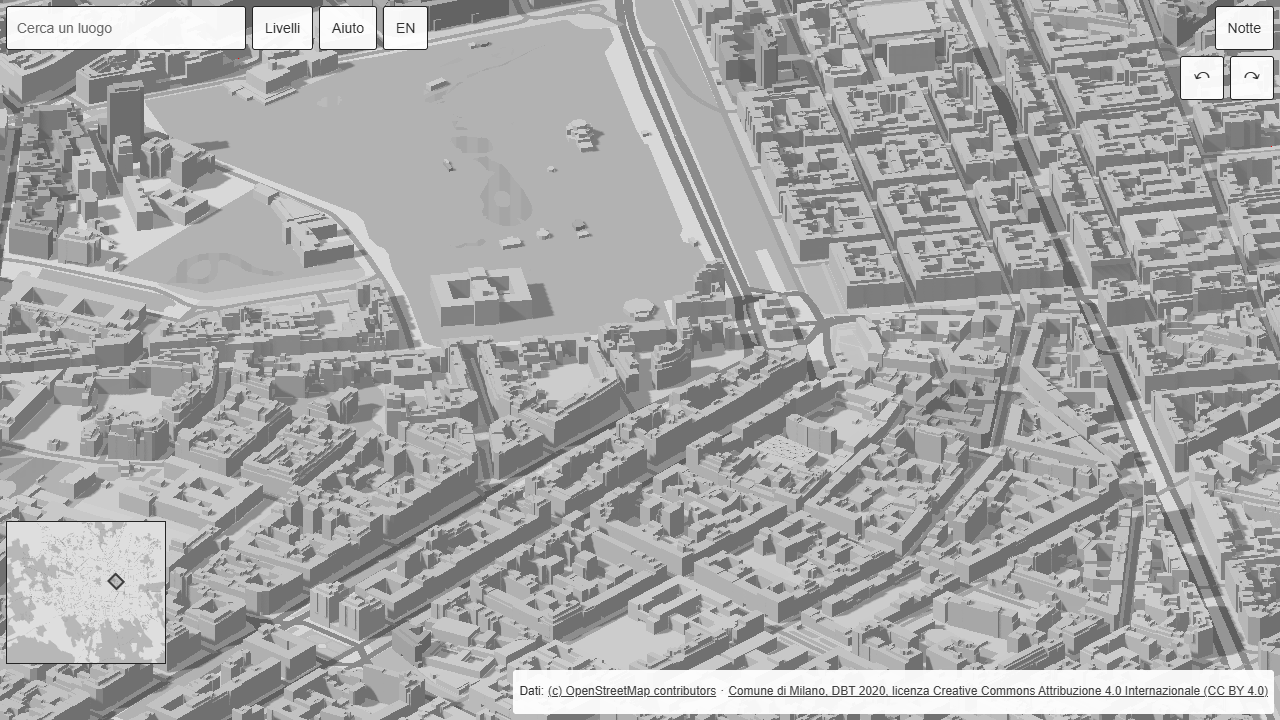 Cerca un luogo
Livelli
Aiuto
EN
Notte
Dati: (c) OpenStreetMap contributors · Comune di Milano, DBT 2020, licenza Creative Commons Attribuzione 4.0 Internazionale (CC BY 4.0)